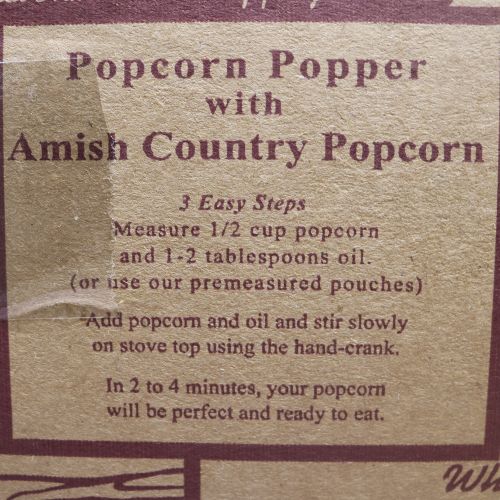 Popcorn Popper
with
Amish Country Popcorn
3 Easy Steps
Measure 1/2 cup popcorn
and 1-2 tablespoons oil.
(or use our premeasured pouches)
Add popcorn and oil and stir slowly
on stove top using the hand-crank.
In 2 to 4 minutes, your popcorn
will be perfect and ready to eat.